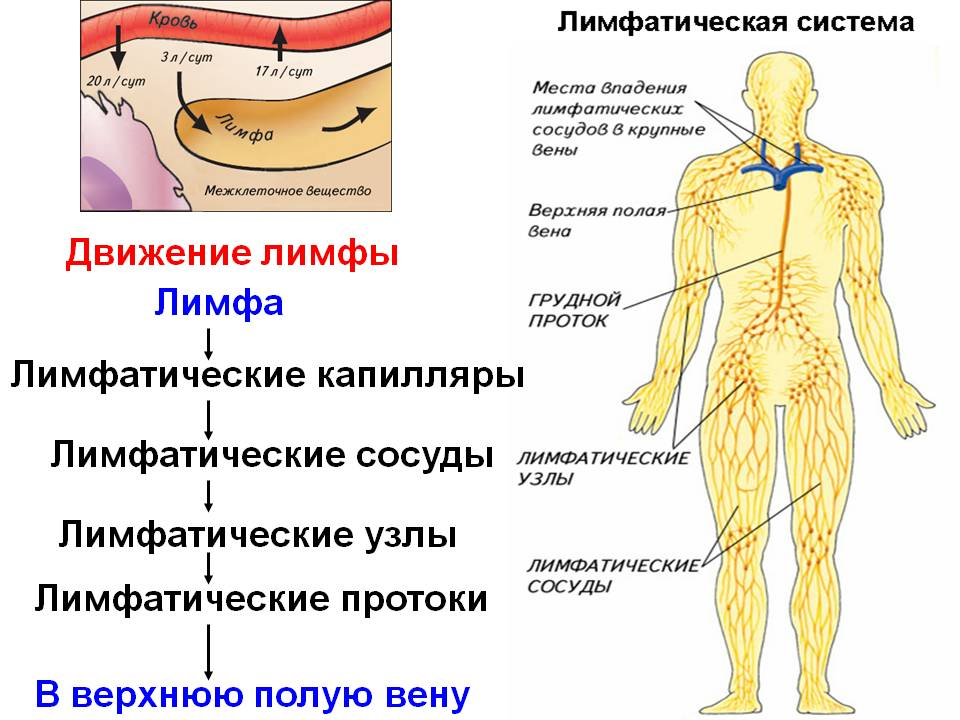 Кровь
3 л / сут
20 л / сут
17 л / сут
Лимфа
Межклеточное вещество
Движение лимфы
Лимфа
Лимфатические капилляры
Лимфатические сосуды
Лимфатические узлы
Лимфатические протоки
В верхнюю полую вену
Лимфатическая система
Места впадения
лимфатических
сосудов в крупные
вены
Верхняя полая
вена
ГРУДНОЙ
ПРОТОК
ЛИМФАТИЧЕСКИЕ
УЗЛЫ
ЛИМФАТИЧЕСКИЕ
СОСУДЫ